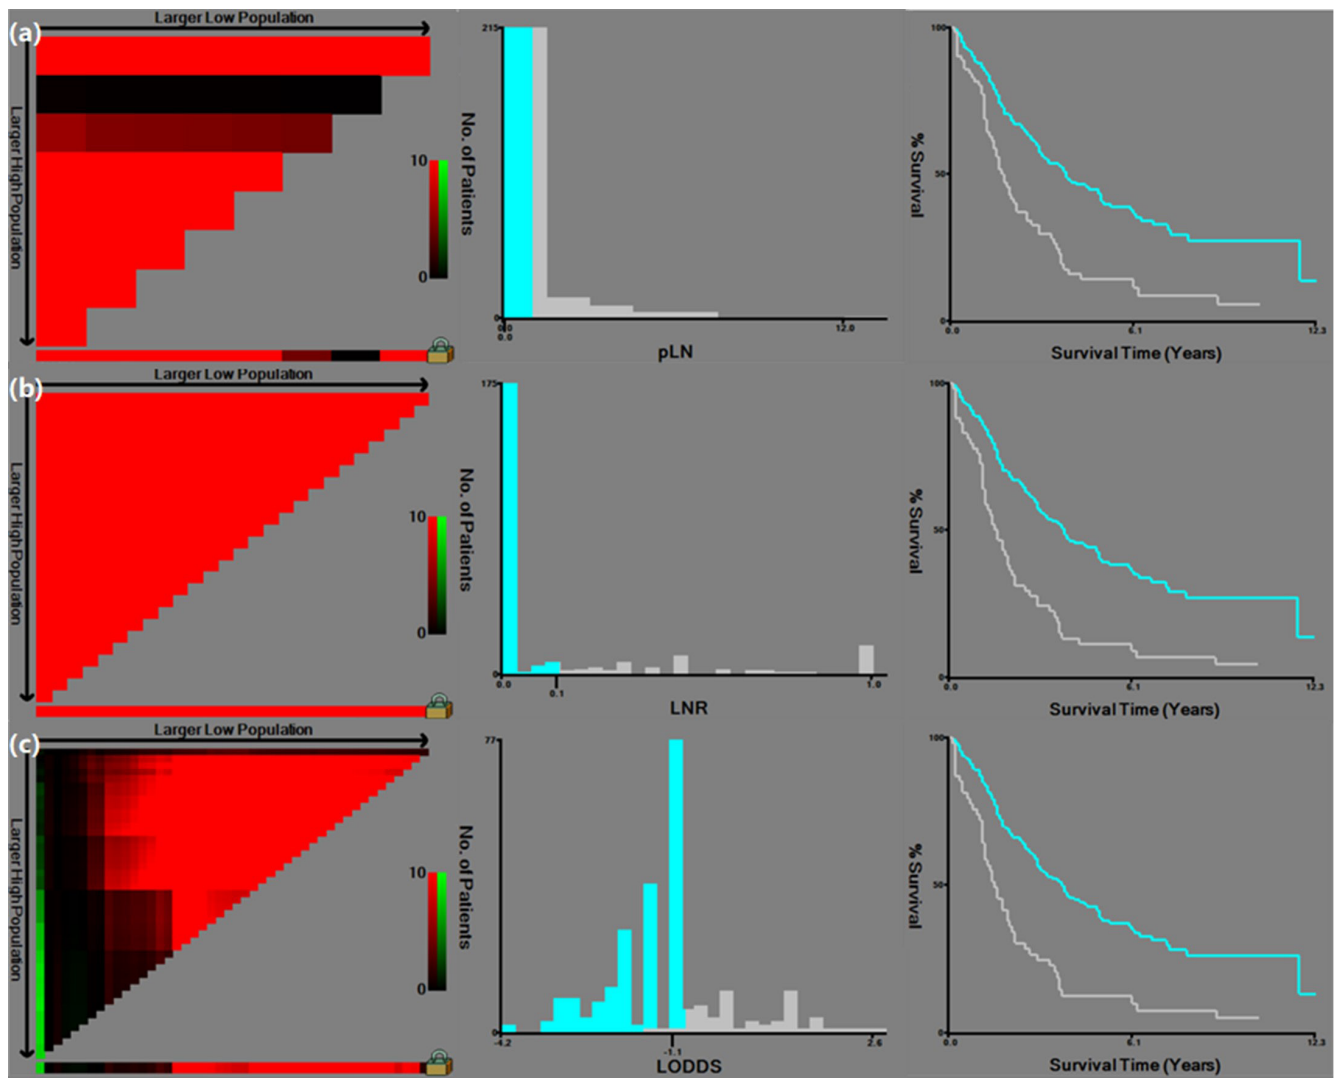 (a)
Larger Low Population
Larger High Population
10
0
215
0
No. of Patients
0.0
12.0
pLN
100
50
0
% Survival
0.0
6.1
12.3
Survival Time (Years)
(b)
Larger Low Population
Larger High Population
10
0
175
0
No. of Patients
0.0
0.1
1.0
LNR
100
50
0
% Survival
0.0
6.1
12.3
Survival Time (Years)
(c)
Larger Low Population
Larger High Population
10
0
77
0
No. of Patients
-4.2
-1.1
2.6
LODDS
100
50
0
% Survival
0.0
6.1
12.3
Survival Time (Years)